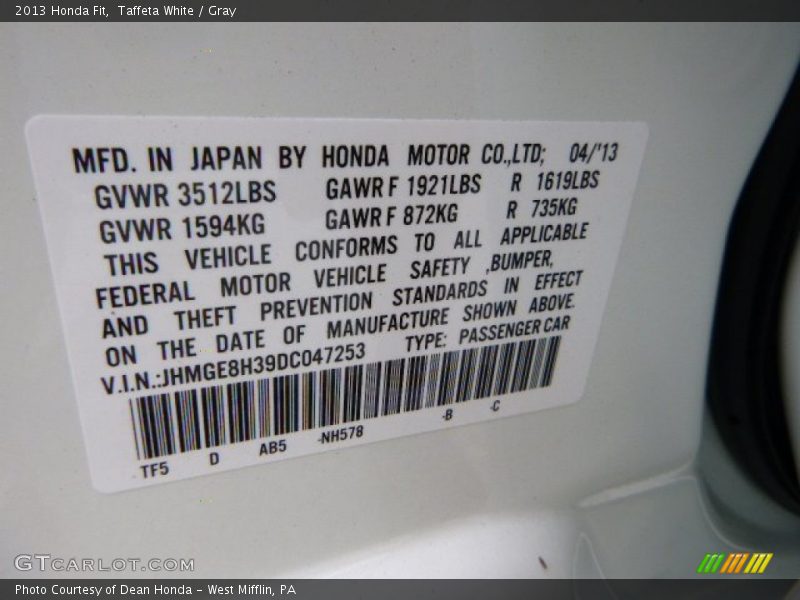 2013 Honda Fit, Taffeta White / Gray
MFD. IN JAPAN BY HONDA MOTOR CO.,LTD; 04/'13
GVWR 3512LBS GAWR F 1921LBS R 1619LBS
GVWR 1594KG GAWR F 872KG R 735KG
THIS VEHICLE CONFORMS TO ALL APPLICABLE
FEDERAL MOTOR VEHICLE SAFETY ,BUMPER,
AND THEFT PREVENTION STANDARDS IN EFFECT
ON THE DATE OF MANUFACTURE SHOWN ABOVE.
V.I.N.:JHMGE8H39DC047253 TYPE: PASSENGER CAR
TF5 D AB5 -NH578 -B -C
GTCARLOT.COM
Photo Courtesy of Dean Honda – West Mifflin, PA